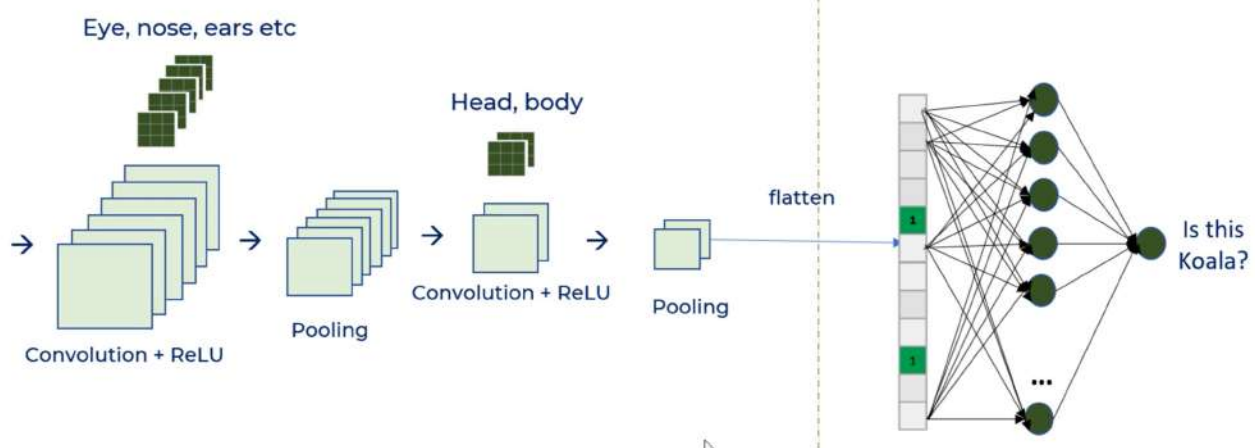 Eye, nose, ears etc
Head, body
flatten
1
1
Is this
Koala?
Convolution + ReLU
Pooling
Convolution + ReLU
Pooling
...